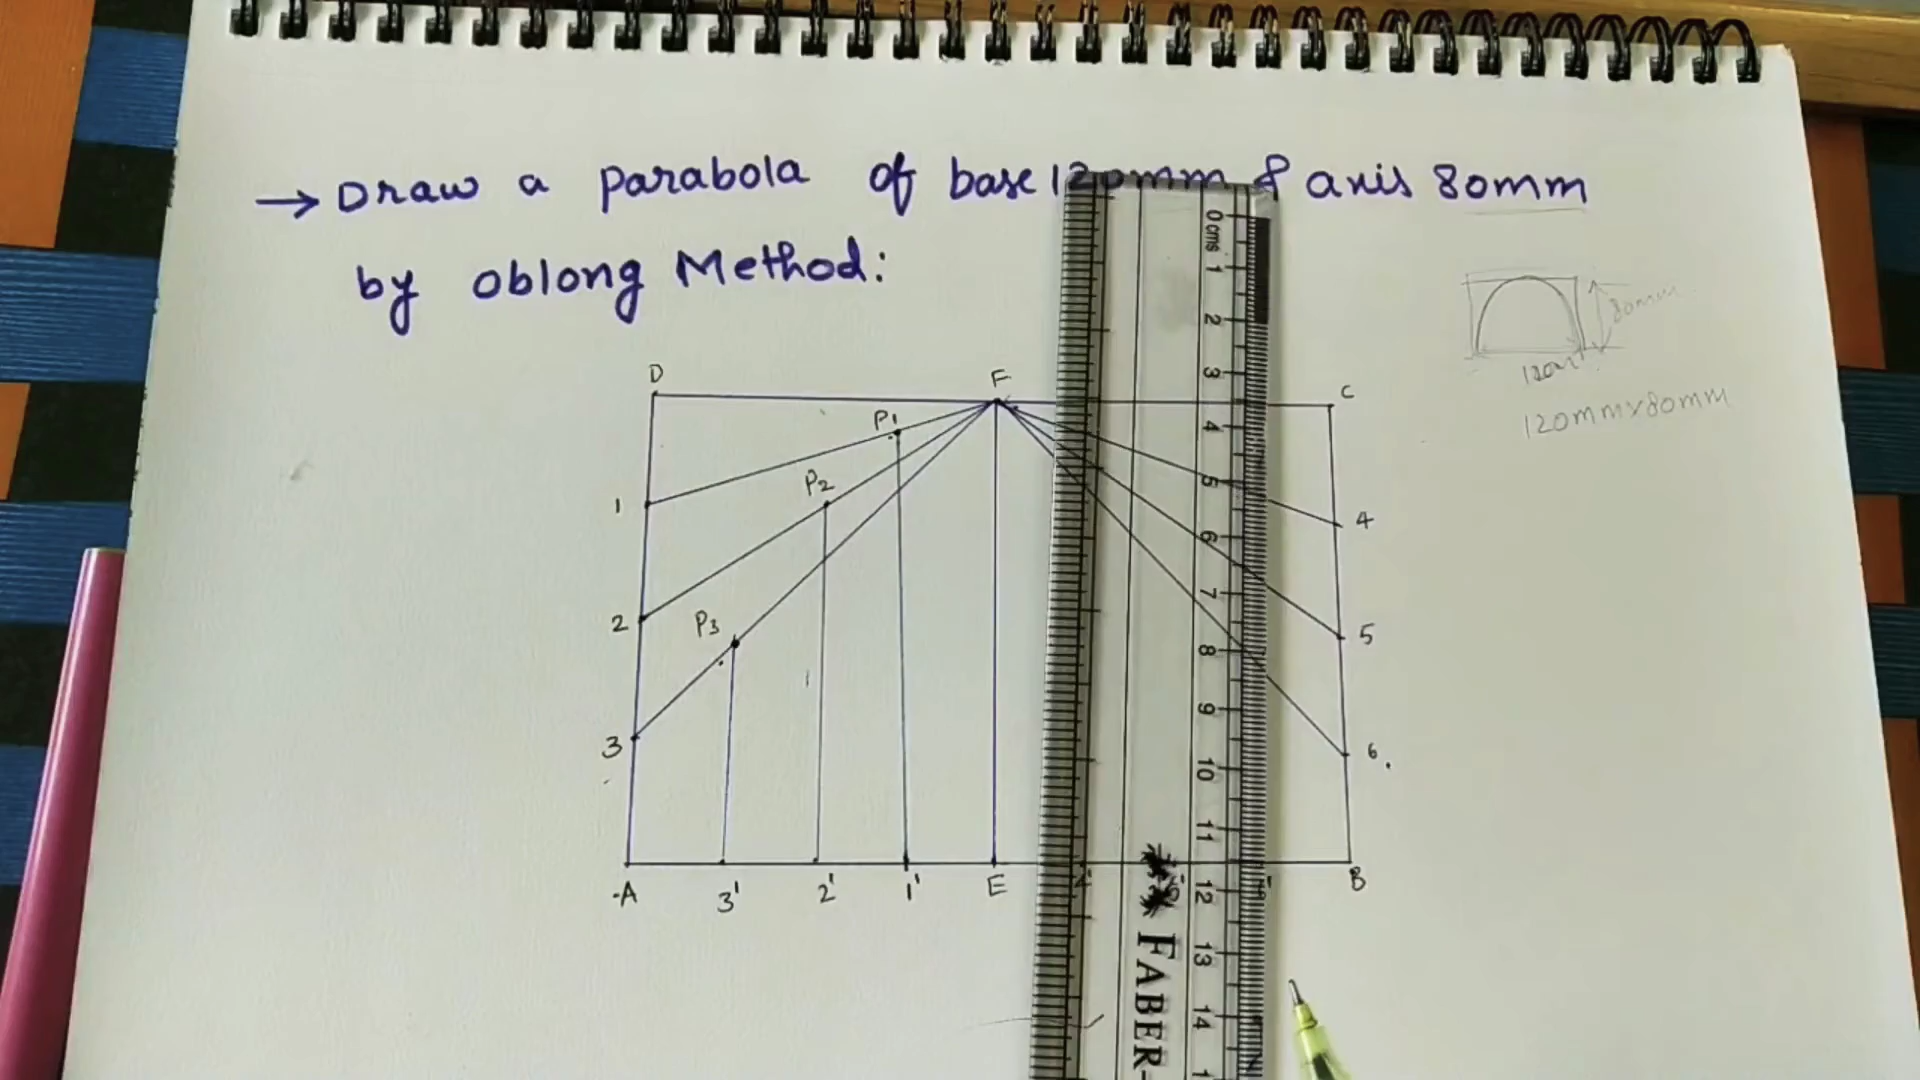 → Draw a parabola of base 120mm & axis 80mm
by oblong Method:
80mm
120mm×80mm
D F C
P1
P2
P3
1
2
3
4
5
6.
A 3' 2' 1' E 4' B
0 cms 1 2 3 4 5 6 7 8 9 10 11 12 13 14
FABER-